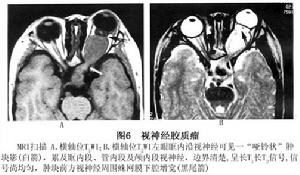 A
B
图6 视神经胶质瘤
MRI扫描 A.横轴位T₁WI;B.横轴位T₂WI左眼眶内沿视神经可见一“哑铃状”肿
块影(白箭),累及眶内段、管内段及颅内段视神经,边界清楚,呈长T₁长T₂信号,信
号尚均匀,肿块前方视神经周围蛛网膜下腔增宽(黑尾箭)